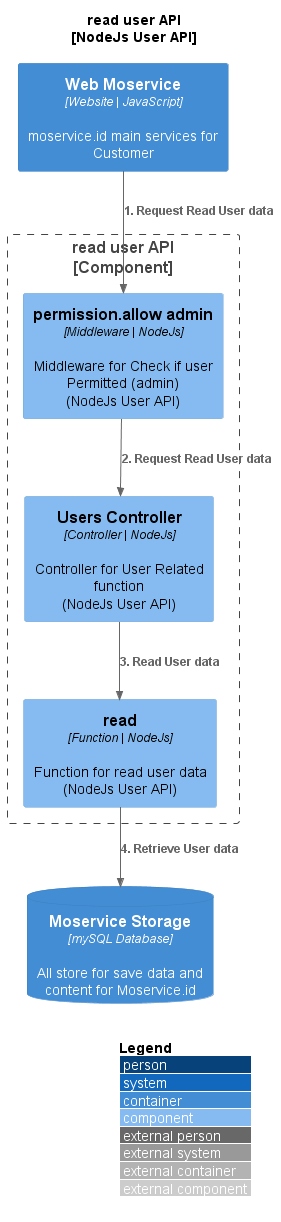 read user API
[NodeJs User API]
Web Moservice
[Website | JavaScript]
moservice.id main services for
Customer
1. Request Read User data
read user API
[Component]
permission.allow admin
[Middleware | NodeJs]
Middleware for Check if user
Permitted (admin)
(NodeJs User API)
2. Request Read User data
Users Controller
[Controller | NodeJs]
Controller for User Related
function
(NodeJs User API)
3. Read User data
read
[Function | NodeJs]
Function for read user data
(NodeJs User API)
4. Retrieve User data
Moservice Storage
[mySQL Database]
All store for save data and
content for Moservice.id
Legend
person
system
container
component
external person
external system
external container
external component